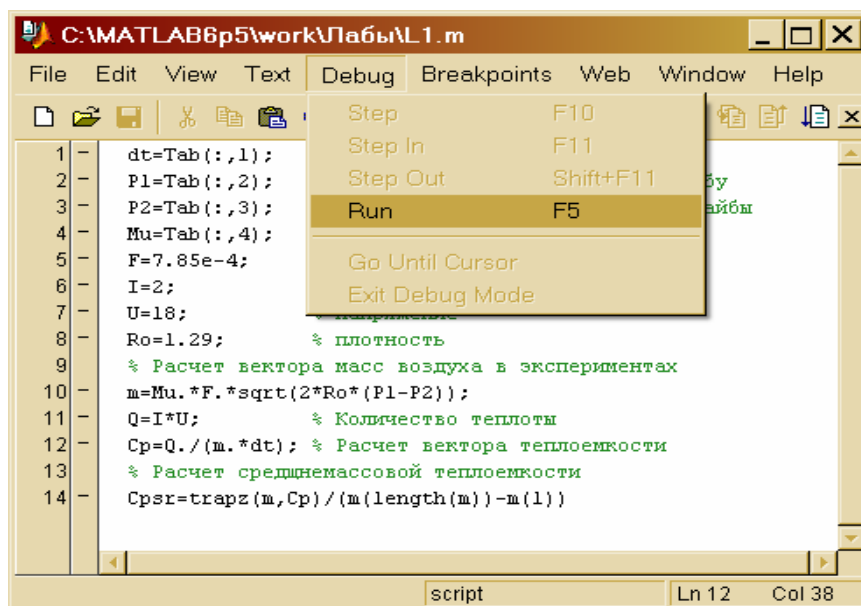 C:\MATLAB6p5\work\Лабы\L1.m
File Edit View Text Debug Breakpoints Web Window Help
Step F10
Step In F11
Step Out Shift+F11
Run F5
Go Until Cursor
Exit Debug Mode
1 – dt=Tab(:,1);
2 – P1=Tab(:,2);
3 – P2=Tab(:,3);
4 – Mu=Tab(:,4);
5 – F=7.85e-4;
6 – I=2;
7 – U=18;
8 – Ro=1.29; % плотность
9 % Расчет вектора масс воздуха в экспериментах
10 – m=Mu.*F.*sqrt(2*Ro*(P1-P2));
11 – Q=I*U; % Количество теплоты
12 – Cp=Q./(m.*dt); % Расчет вектора теплоемкости
13 % Расчет средщнемассовой теплоемкости
14 – Cpsr=trapz(m,Cp)/(m(length(m))-m(1))
script Ln 12 Col 38